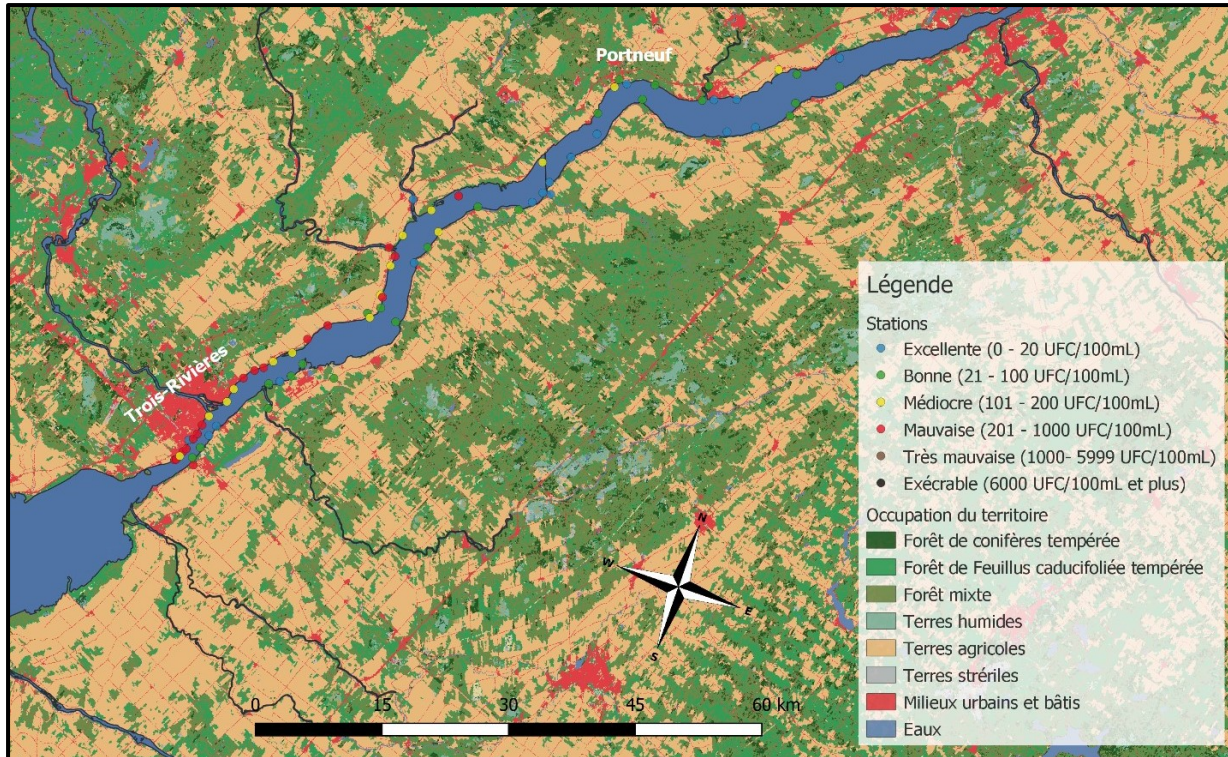 Portneuf
Trois-Rivières
Légende
Stations
Excellente (0 - 20 UFC/100mL)
Bonne (21 - 100 UFC/100mL)
Médiocre (101 - 200 UFC/100mL)
Mauvaise (201 - 1000 UFC/100mL)
Très mauvaise (1000- 5999 UFC/100mL)
Exécrable (6000 UFC/100mL et plus)
Occupation du territoire
Forêt de conifères tempérée
Forêt de Feuillus caducifoliée tempérée
Forêt mixte
Terres humides
Terres agricoles
Terres strériles
Milieux urbains et bâtis
Eaux
N
W
E
S
0 15 30 45 60 km